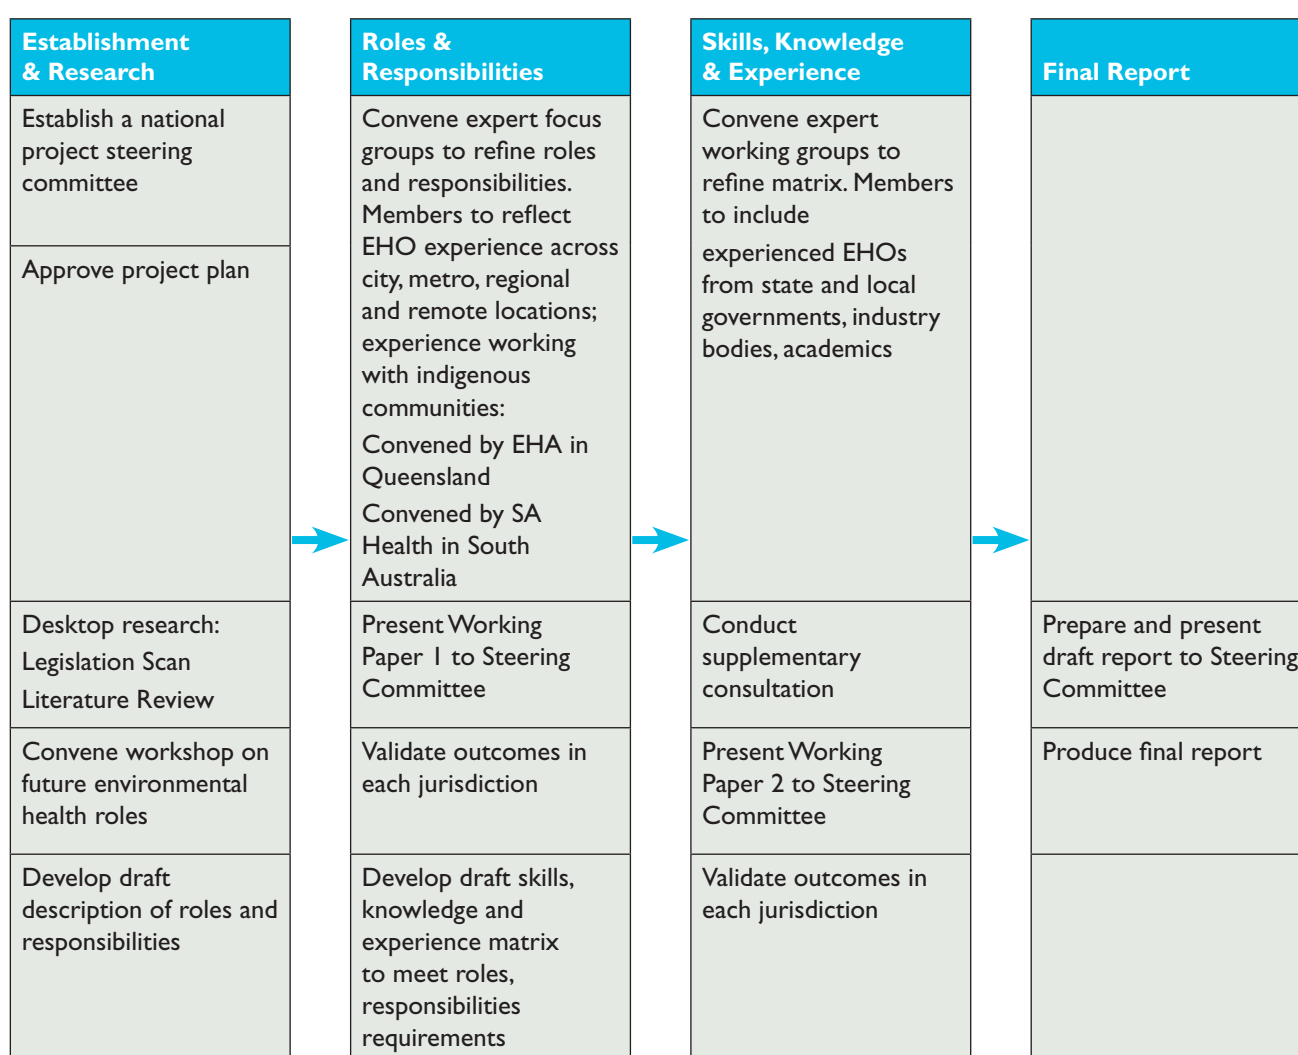 Establishment
& Research
Establish a national
project steering
committee
Approve project plan
Desktop research:
Legislation Scan
Literature Review
Convene workshop on
future environmental
health roles
Develop draft
description of roles and
responsibilities
Roles &
Responsibilities
Convene expert focus
groups to refine roles
and responsibilities.
Members to reflect
EHO experience across
city, metro, regional
and remote locations;
experience working
with indigenous
communities:
Convened by EHA in
Queensland
Convened by SA
Health in South
Australia
Present Working
Paper 1 to Steering
Committee
Validate outcomes in
each jurisdiction
Develop draft skills,
knowledge and
experience matrix
to meet roles,
responsibilities
requirements
Skills, Knowledge
& Experience
Convene expert
working groups to
refine matrix. Members
to include
experienced EHOs
from state and local
governments, industry
bodies, academics
Conduct
supplementary
consultation
Present Working
Paper 2 to Steering
Committee
Validate outcomes in
each jurisdiction
Final Report
Prepare and present
draft report to Steering
Committee
Produce final report